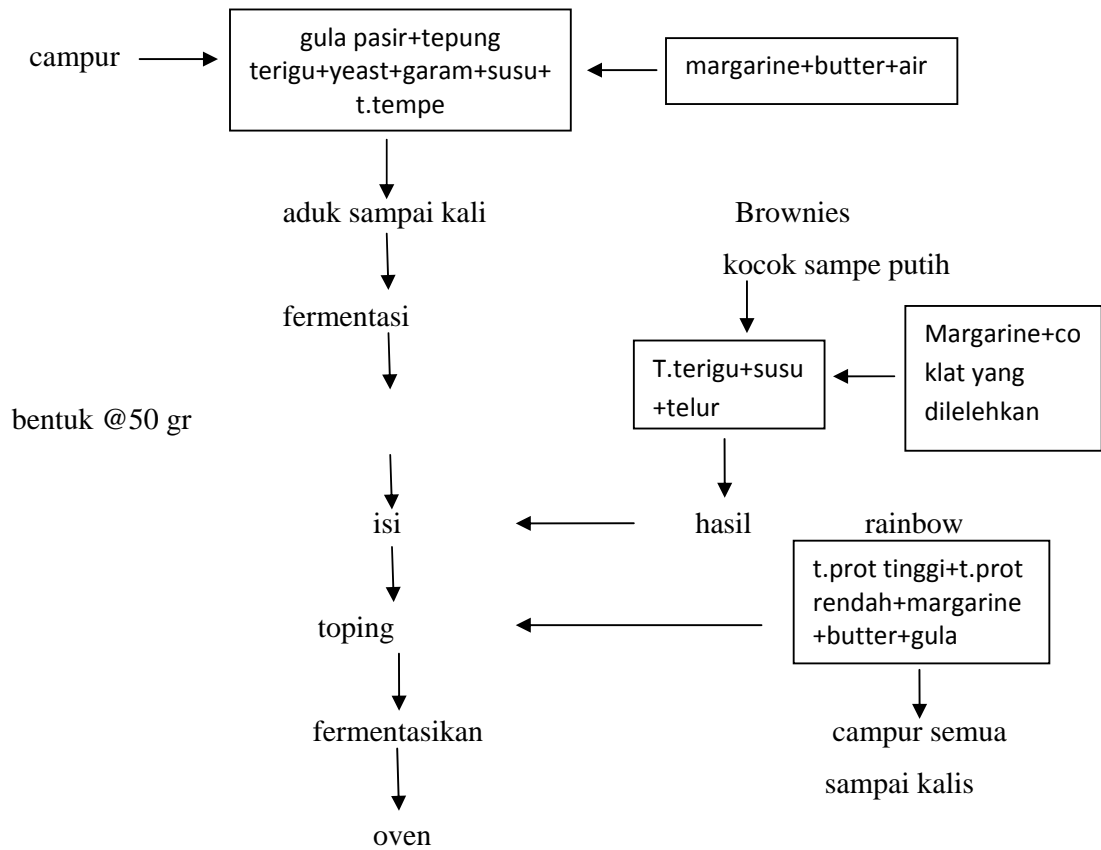 campur
gula pasir+tepung
terigu+yeast+garam+susu+
t.tempe
margarine+butter+air
aduk sampai kali
Brownies
kocok sampe putih
fermentasi
T.terigu+susu
+telur
Margarine+co
klat yang
dilelehkan
bentuk @50 gr
isi
hasil
rainbow
t.prot tinggi+t.prot
rendah+margarine
+butter+gula
toping
fermentasikan
campur semua
sampai kalis
oven